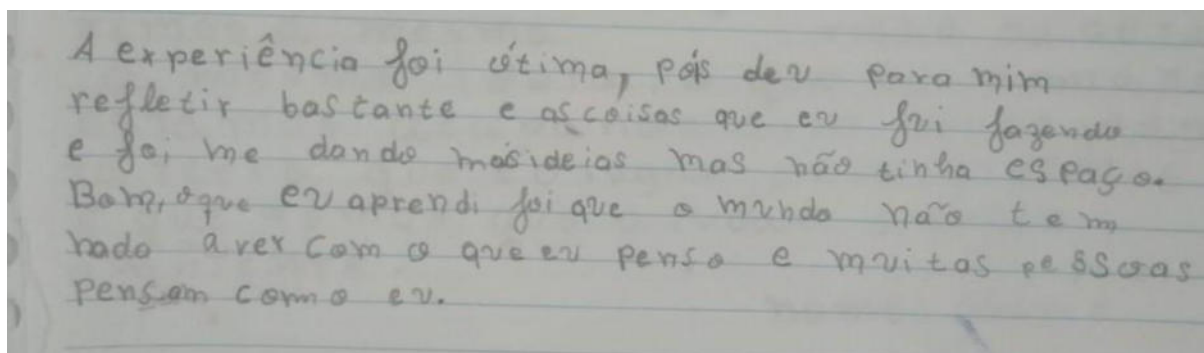 A experiência foi ótima, pois deu para mim
refletir bastante e as coisas que eu fui fazendo
e foi me dando mais ideias mas não tinha espaço.
Bom, o que eu aprendi foi que o mundo não tem
nada a ver com o que eu penso e muitas pessoas
pensam como eu.